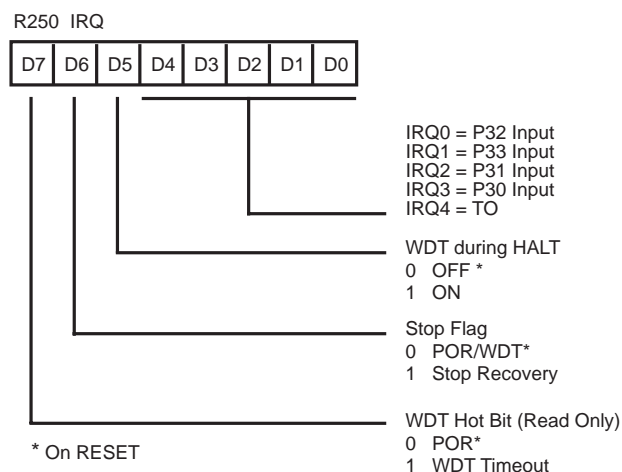 R250 IRQ
D7 D6 D5 D4 D3 D2 D1 D0
IRQ0 = P32 Input
IRQ1 = P33 Input
IRQ2 = P31 Input
IRQ3 = P30 Input
IRQ4 = TO
WDT during HALT
0 OFF *
1 ON
Stop Flag
0 POR/WDT*
1 Stop Recovery
WDT Hot Bit (Read Only)
0 POR*
1 WDT Timeout
* On RESET